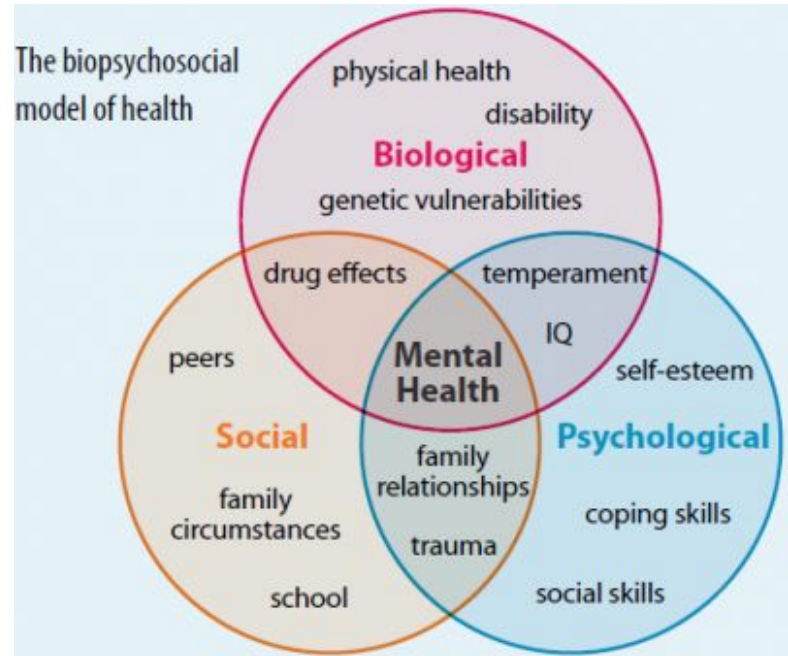 The biopsychosocial
model of health
physical health
disability
Biological
genetic vulnerabilities
drug effects
temperament
IQ
Mental
Health
peers
self-esteem
Social
Psychological
family
relationships
family
circumstances
coping skills
trauma
school
social skills